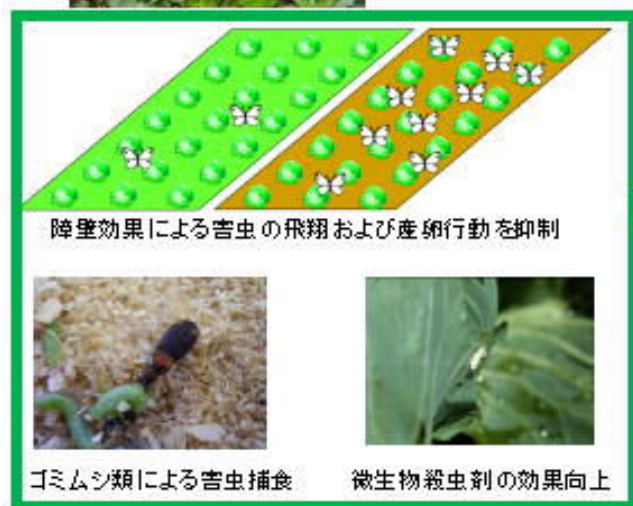 障壁効果による害虫の飛翔および産卵行動を抑制
ゴミムシ類による害虫捕食
微生物殺虫剤の効果向上